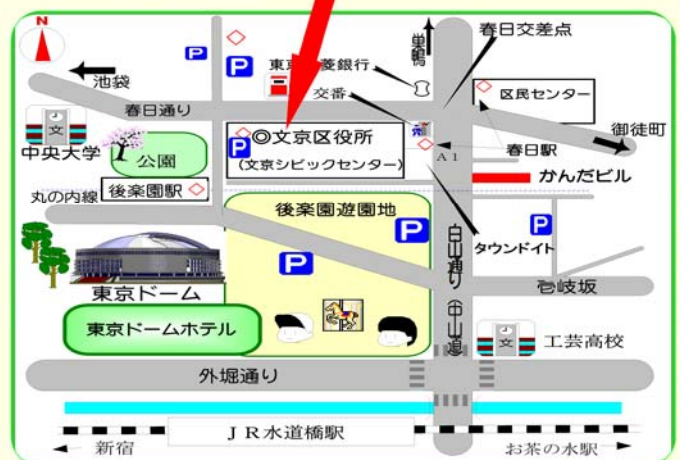 N
巣鴨
春日交差点
P
P
池袋
東京三菱銀行
交番
区民センター
春日通り
御徒町
文
中央大学
公園
◎文京区役所
P
(文京シビックセンター)
A1
春日駅
かんだビル
丸の内線
後楽園駅
後楽園遊園地
P
P
P
白山通り(中山道)
タウンドイト
東京ドーム
壱岐坂
東京ドームホテル
文
工芸高校
外堀通り
JR水道橋駅
新宿
お茶の水駅